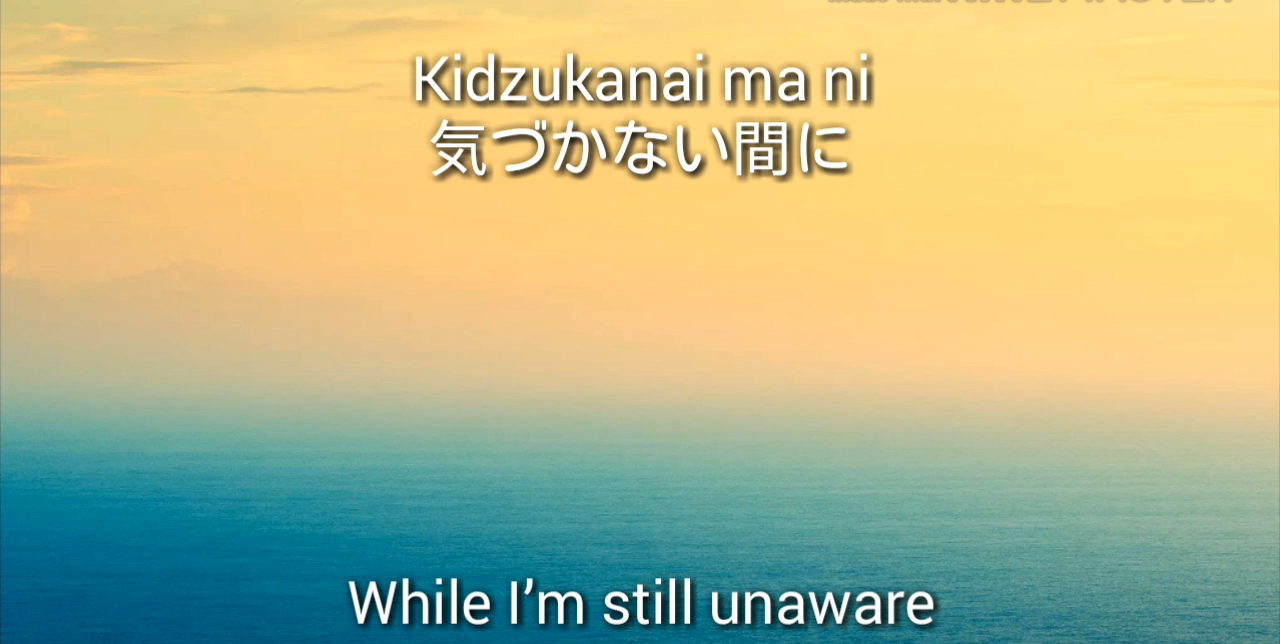 Kidzukanai ma ni
気づかない間に
While I'm still unaware